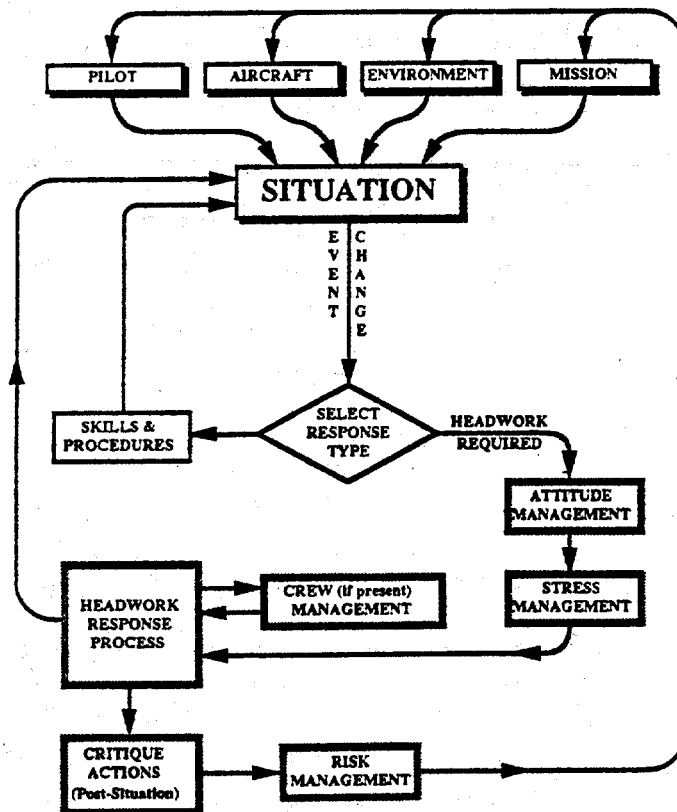 PILOT
AIRCRAFT
ENVIRONMENT
MISSION
SITUATION
EVENT
CHANGE
SELECT
RESPONSE
TYPE
SKILLS &
PROCEDURES
HEADWORK
REQUIRED
ATTITUDE
MANAGEMENT
STRESS
MANAGEMENT
HEADWORK
RESPONSE
PROCESS
CREW (if present)
MANAGEMENT
CRITIQUE
ACTIONS
(Post-Situation)
RISK
MANAGEMENT